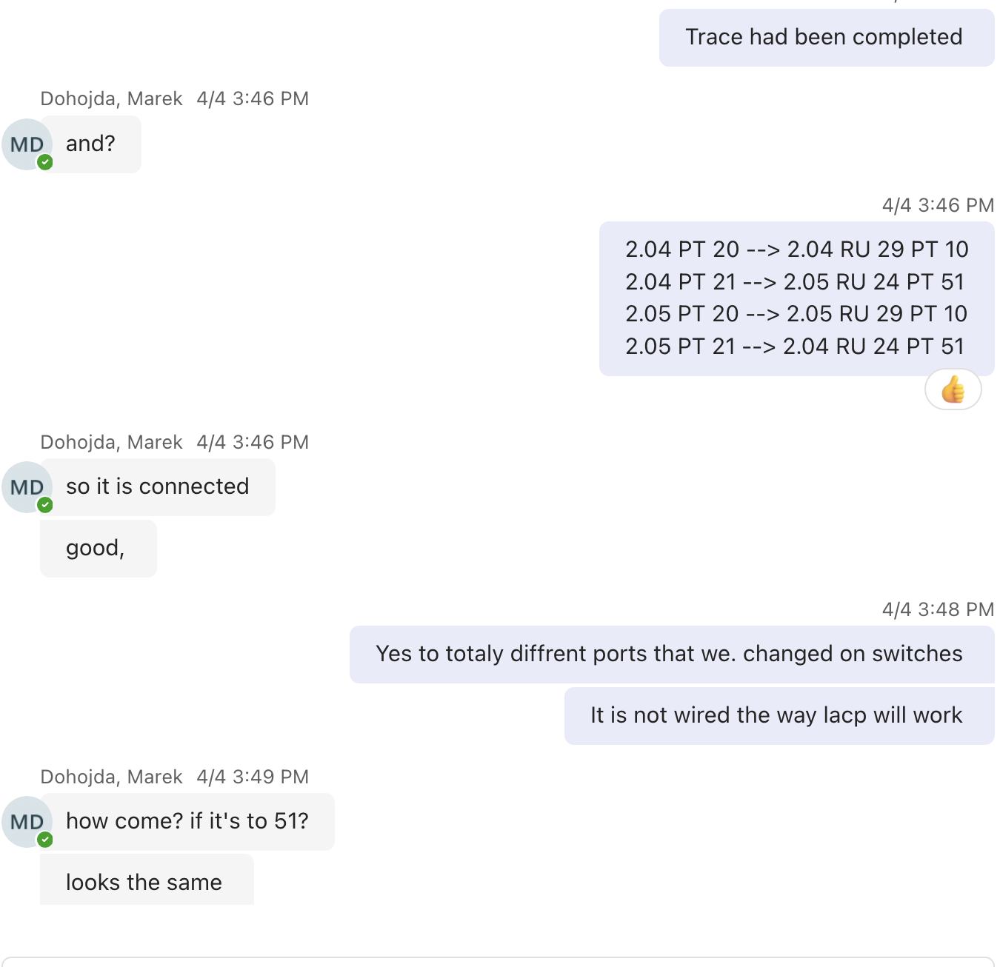 Trace had been completed
Dohojda, Marek 4/4 3:46 PM
MD
and?
4/4 3:46 PM
2.04 PT 20 --> 2.04 RU 29 PT 10
2.04 PT 21 --> 2.05 RU 24 PT 51
2.05 PT 20 --> 2.05 RU 29 PT 10
2.05 PT 21 --> 2.04 RU 24 PT 51
Dohojda, Marek 4/4 3:46 PM
MD
so it is connected
good,
4/4 3:48 PM
Yes to totaly diffrent ports that we. changed on switches
It is not wired the way lacp will work
Dohojda, Marek 4/4 3:49 PM
MD
how come? if it's to 51?
looks the same